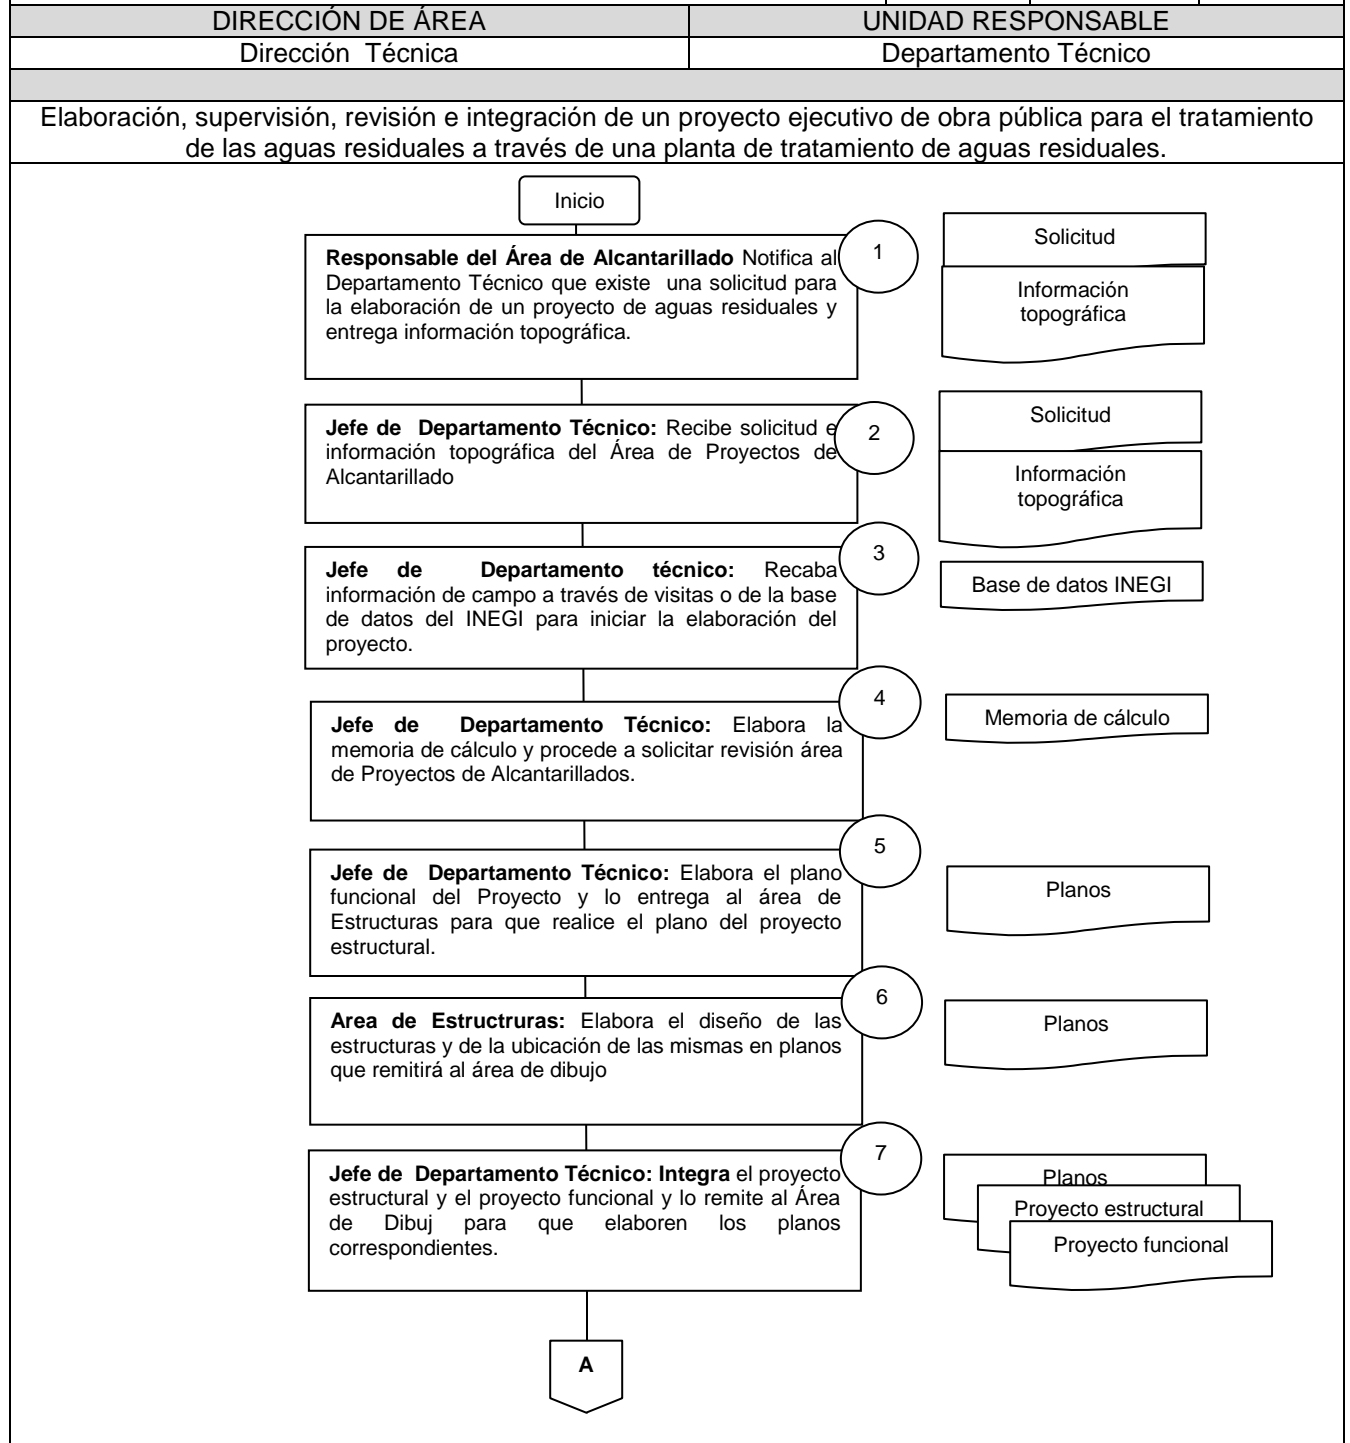 DIRECCIÓN DE ÁREA
UNIDAD RESPONSABLE
Dirección Técnica
Departamento Técnico
Elaboración, supervisión, revisión e integración de un proyecto ejecutivo de obra pública para el tratamiento
de las aguas residuales a través de una planta de tratamiento de aguas residuales.
Inicio
Responsable del Área de Alcantarillado Notifica al
Departamento Técnico que existe una solicitud para
la elaboración de un proyecto de aguas residuales y
entrega información topográfica.
1
Solicitud
Información
topográfica
Jefe de Departamento Técnico: Recibe solicitud e
información topográfica del Área de Proyectos de
Alcantarillado
2
Solicitud
Información
topográfica
Jefe de Departamento técnico: Recaba
información de campo a través de visitas o de la base
de datos del INEGI para iniciar la elaboración del
proyecto.
3
Base de datos INEGI
Jefe de Departamento Técnico: Elabora la
memoria de cálculo y procede a solicitar revisión área
de Proyectos de Alcantarillados.
4
Memoria de cálculo
Jefe de Departamento Técnico: Elabora el plano
funcional del Proyecto y lo entrega al área de
Estructuras para que realice el plano del proyecto
estructural.
5
Planos
Area de Estructruras: Elabora el diseño de las
estructuras y de la ubicación de las mismas en planos
que remitirá al área de dibujo
6
Planos
Jefe de Departamento Técnico: Integra el proyecto
estructural y el proyecto funcional y lo remite al Área
de Dibuj para que elaboren los planos
correspondientes.
7
Planos
Proyecto estructural
Proyecto funcional
A